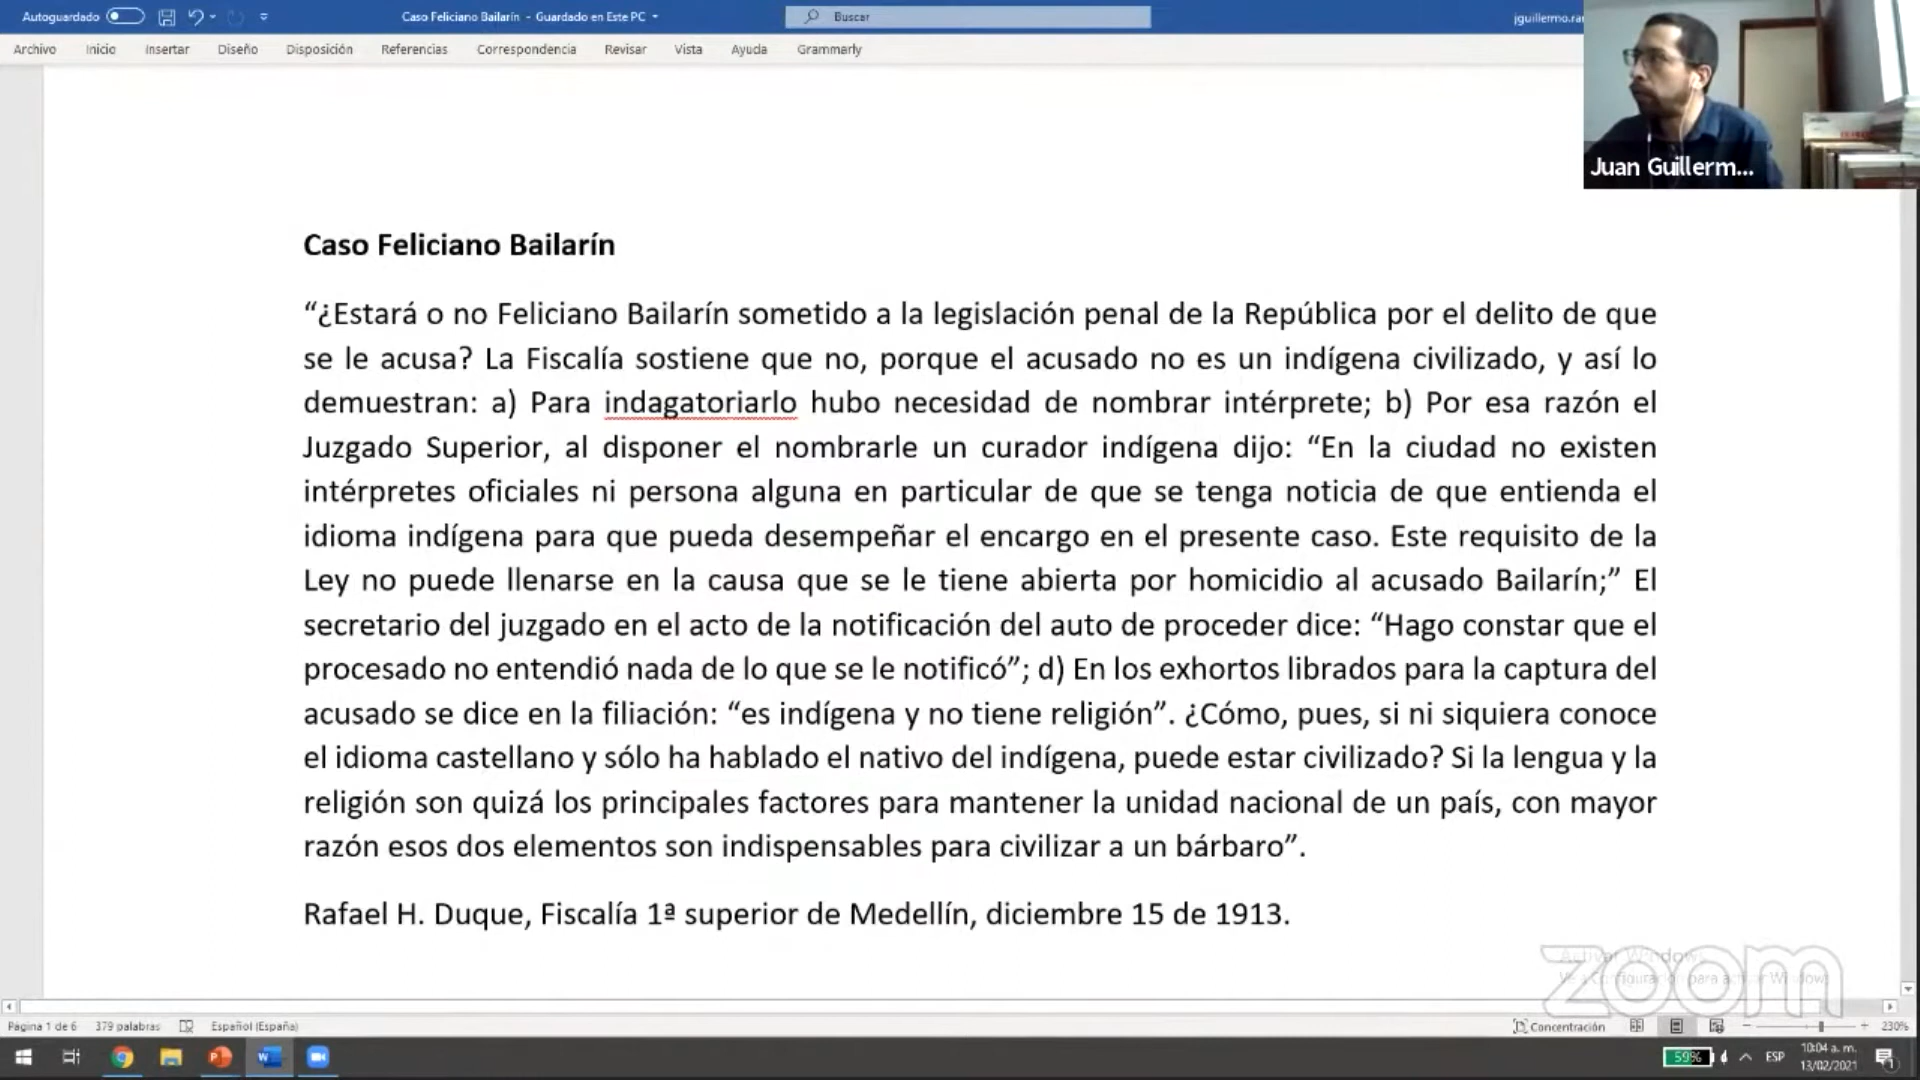 Autoguardado
Caso Feliciano Bailarín - Guardado en Este PC
Buscar
jguillermo.ra
Archivo Inicio Insertar Diseño Disposición Referencias Correspondencia Revisar Vista Ayuda Grammarly
Juan Guillerm...
Caso Feliciano Bailarín
“¿Estará o no Feliciano Bailarín sometido a la legislación penal de la República por el delito de que
se le acusa? La Fiscalía sostiene que no, porque el acusado no es un indígena civilizado, y así lo
demuestran: a) Para indagatoriarlo hubo necesidad de nombrar intérprete; b) Por esa razón el
Juzgado Superior, al disponer el nombrarle un curador indígena dijo: “En la ciudad no existen
intérpretes oficiales ni persona alguna en particular de que se tenga noticia de que entienda el
idioma indígena para que pueda desempeñar el encargo en el presente caso. Este requisito de la
Ley no puede llenarse en la causa que se le tiene abierta por homicidio al acusado Bailarín;” El
secretario del juzgado en el acto de la notificación del auto de proceder dice: “Hago constar que el
procesado no entendió nada de lo que se le notificó”; d) En los exhortos librados para la captura del
acusado se dice en la filiación: “es indígena y no tiene religión”. ¿Cómo, pues, si ni siquiera conoce
el idioma castellano y sólo ha hablado el nativo del indígena, puede estar civilizado? Si la lengua y la
religión son quizá los principales factores para mantener la unidad nacional de un país, con mayor
razón esos dos elementos son indispensables para civilizar a un bárbaro”.
Rafael H. Duque, Fiscalía 1ª superior de Medellín, diciembre 15 de 1913.
Activar Windows
Ve a Configuración para activar Windows
zoom
Página 1 de 6 379 palabras Español (España) Concentración 230%
59% ESP 10:04 a. m.
13/02/2021